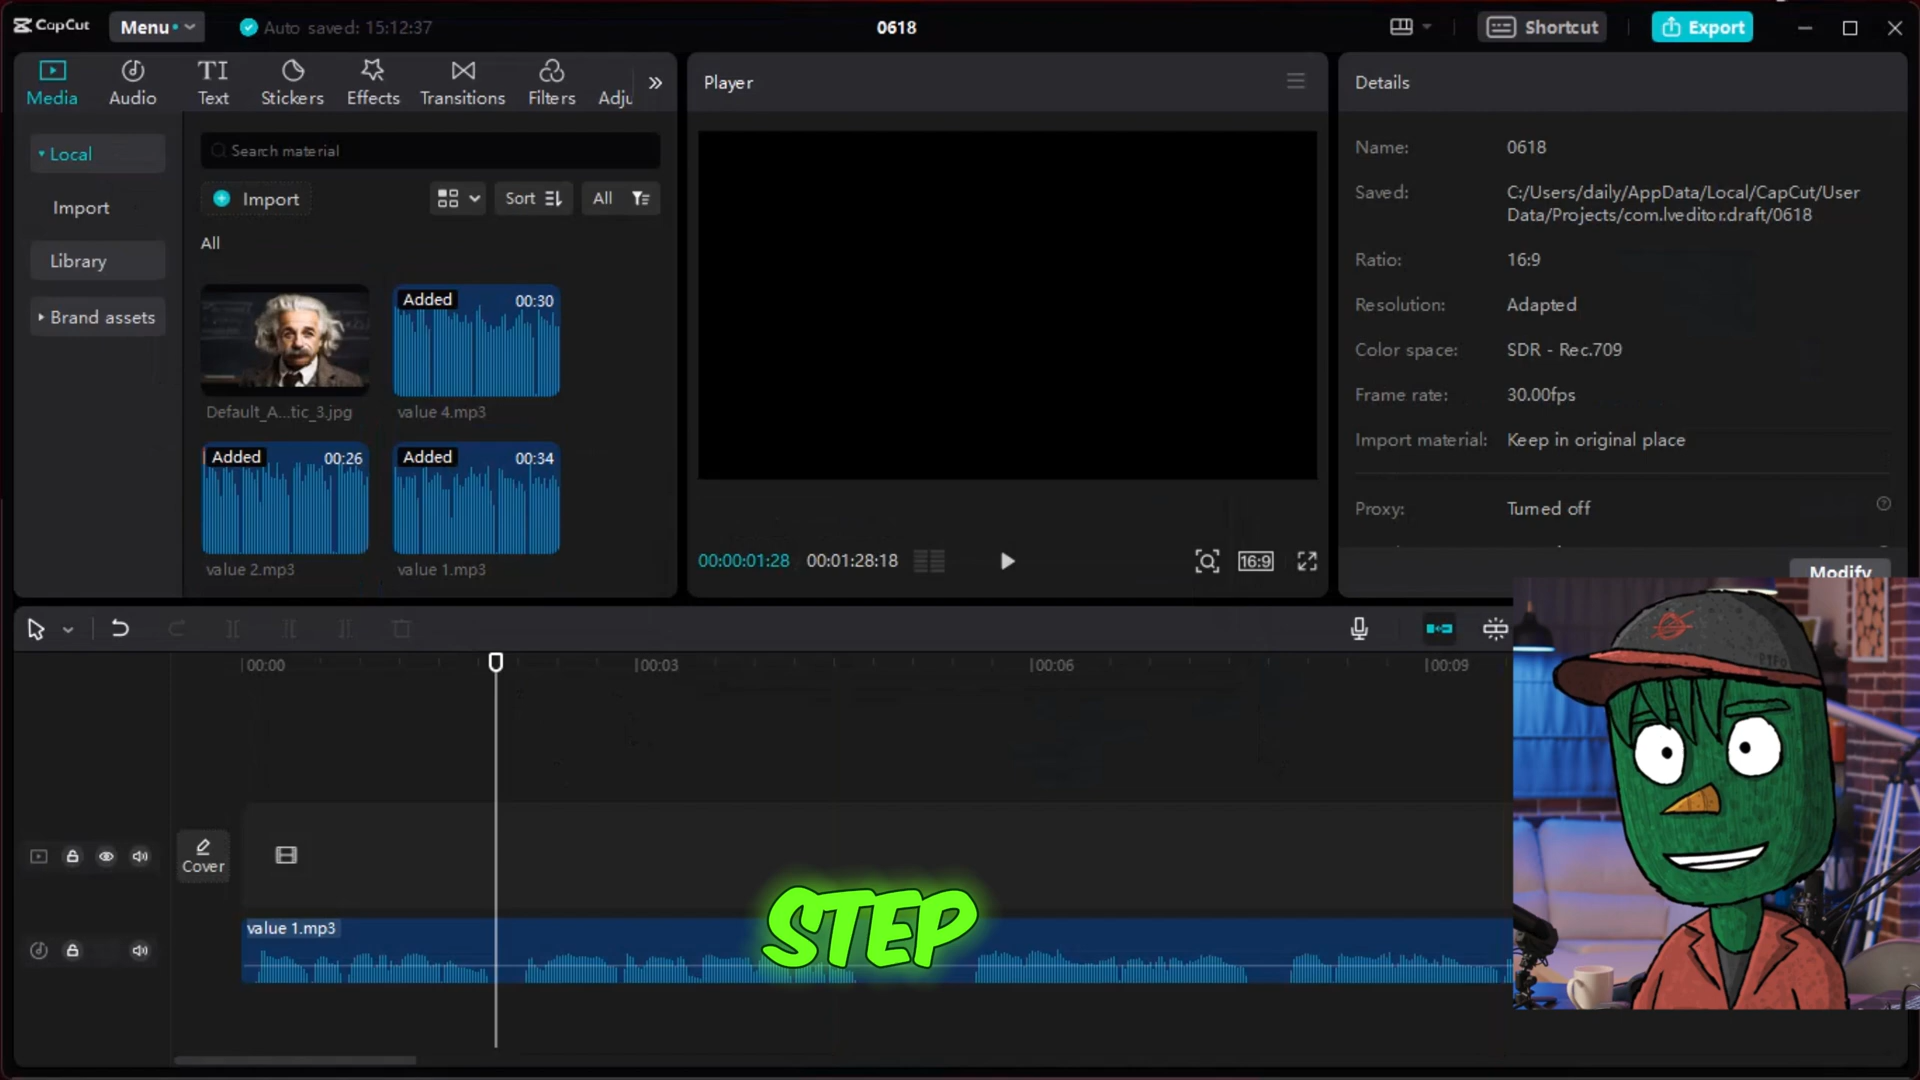 CapCut
Menu
Auto saved: 15:12:37
0618
Shortcut
Export
Media
Audio
TI
Text
Stickers
Effects
Transitions
Filters
Adju
Player
Details
Local
Import
Library
Brand assets
Search material
Import
Sort
All
All
Added
00:30
Default_A...tic_3.jpg
value 4.mp3
Added
00:26
Added
00:34
value 2.mp3
value 1.mp3
00:00:01:28
00:01:28:18
16:9
Name: 0618
Saved: C:/Users/daily/AppData/Local/CapCut/User
Data/Projects/com.lveditor.draft/0618
Ratio: 16:9
Resolution: Adapted
Color space: SDR - Rec.709
Frame rate: 30.00fps
Import material: Keep in original place
Proxy: Turned off
Modify
00:00
00:03
00:06
00:09
Cover
value 1.mp3
STEP